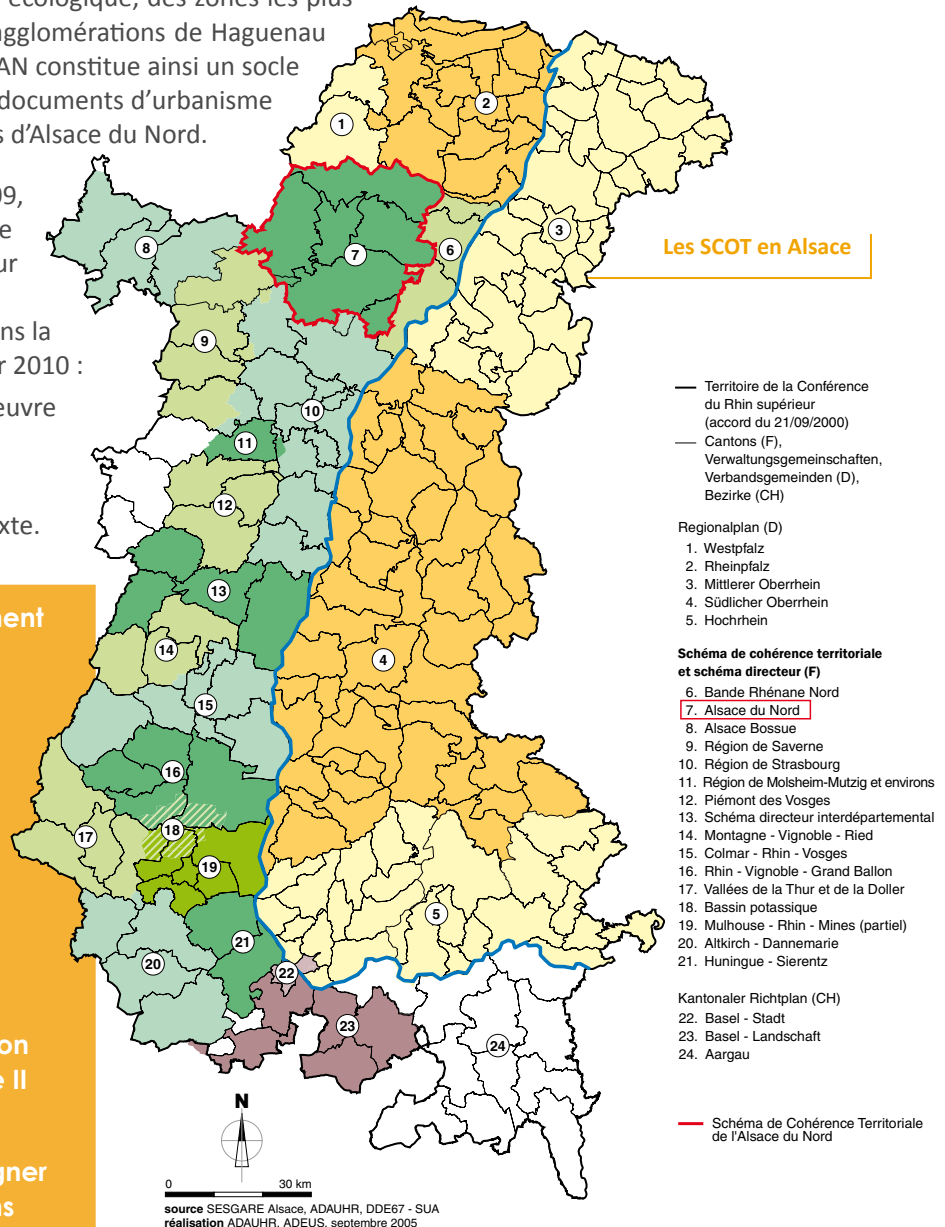 écologique, des zones les plus
agglomérations de Haguenau
AN constitue ainsi un socle
documents d'urbanisme
s d'Alsace du Nord.
09,
e
ur
ns la
r 2010 :
euvre
xte.
ment
on
e II
gner
ns
Les SCOT en Alsace
1
2
3
4
5
6
7
8
9
10
11
12
13
14
15
16
17
18
19
20
21
22
23
24
N
0 30 km
source SESGARE Alsace, ADAUHR, DDE67 - SUA
réalisation ADAUHR, ADEUS, septembre 2005
Territoire de la Conférence
du Rhin supérieur
(accord du 21/09/2000)
Cantons (F),
Verwaltungsgemeinschaften,
Verbandsgemeinden (D),
Bezirke (CH)
Regionalplan (D)
1. Westpfalz
2. Rheinpfalz
3. Mittlerer Oberrhein
4. Südlicher Oberrhein
5. Hochrhein
Schéma de cohérence territoriale
et schéma directeur (F)
6. Bande Rhénane Nord
7. Alsace du Nord
8. Alsace Bossue
9. Région de Saverne
10. Région de Strasbourg
11. Région de Molsheim-Mutzig et environs
12. Piémont des Vosges
13. Schéma directeur interdépartemental
14. Montagne - Vignoble - Ried
15. Colmar - Rhin - Vosges
16. Rhin - Vignoble - Grand Ballon
17. Vallées de la Thur et de la Doller
18. Bassin potassique
19. Mulhouse - Rhin - Mines (partiel)
20. Altkirch - Dannemarie
21. Huningue - Sierentz
Kantonaler Richtplan (CH)
22. Basel - Stadt
23. Basel - Landschaft
24. Aargau
Schéma de Cohérence Territoriale
de l'Alsace du Nord